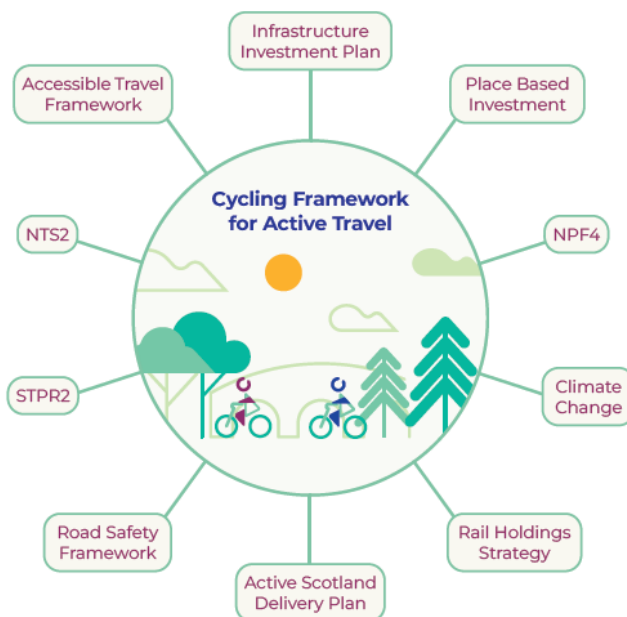 Infrastructure
Investment Plan
Accessible Travel
Framework
Place Based
Investment
Cycling Framework
for Active Travel
NTS2
NPF4
STPR2
Climate
Change
Road Safety
Framework
Rail Holdings
Strategy
Active Scotland
Delivery Plan